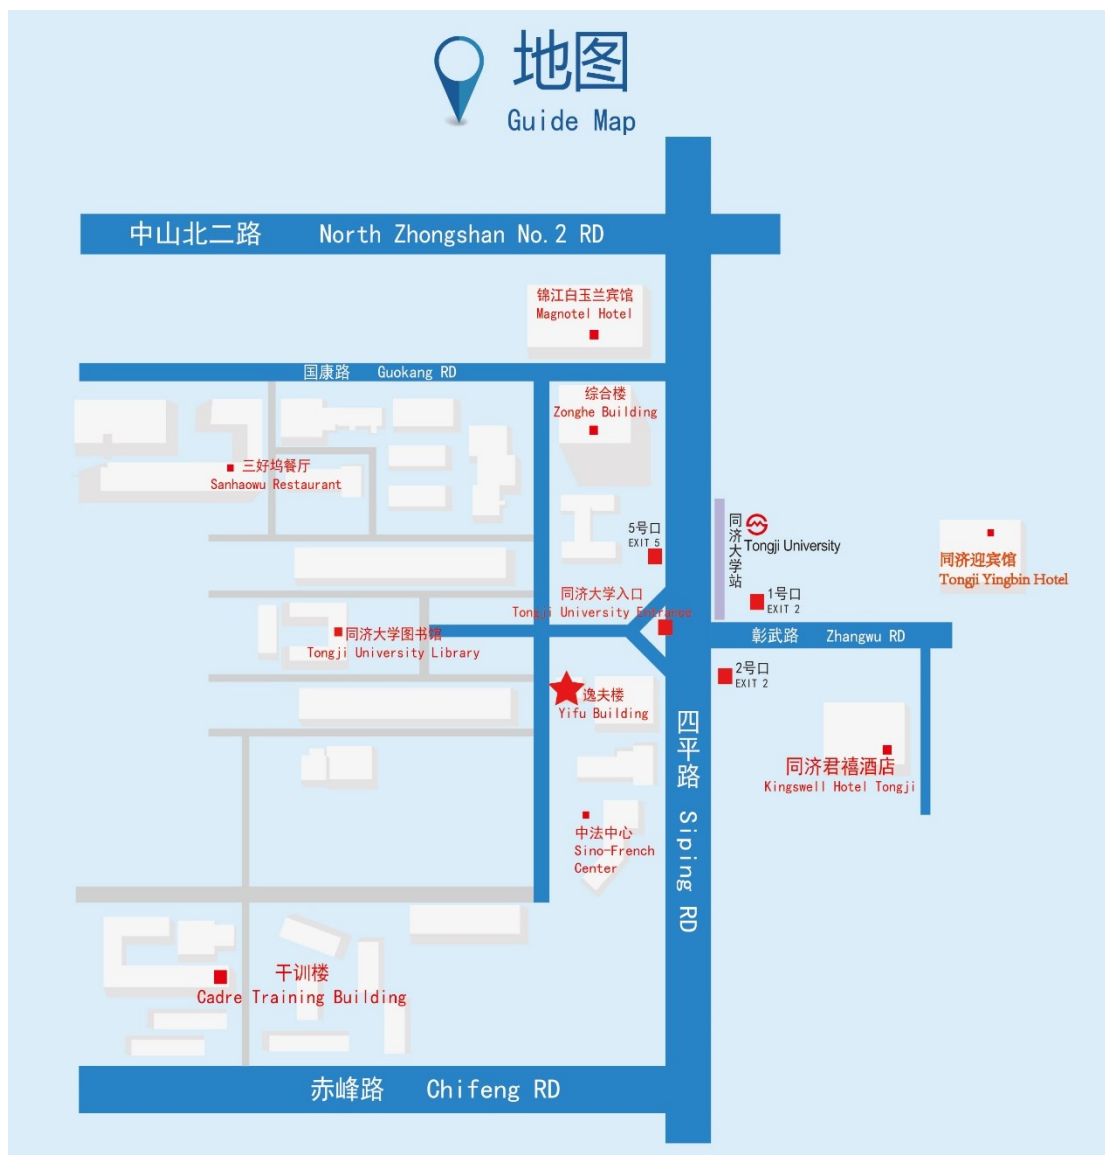 地图
Guide Map
中山北二路 North Zhongshan No.2 RD
锦江白玉兰宾馆
Magnotel Hotel
国康路 Guokang RD
综合楼
Zonghe Building
三好坞餐厅
Sanhaowu Restaurant
5号口
EXIT 5
同济大学站
Tongji University
同济迎宾馆
Tongji Yingbin Hotel
同济大学入口
Tongji University Entrance
1号口
EXIT 2
同济大学图书馆
Tongji University Library
彰武路 Zhangwu RD
2号口
EXIT 2
逸夫楼
Yifu Building
四平路 Siping RD
同济君禧酒店
Kingswell Hotel Tongji
中法中心
Sino-French
Center
干训楼
Cadre Training Building
赤峰路 Chifeng RD